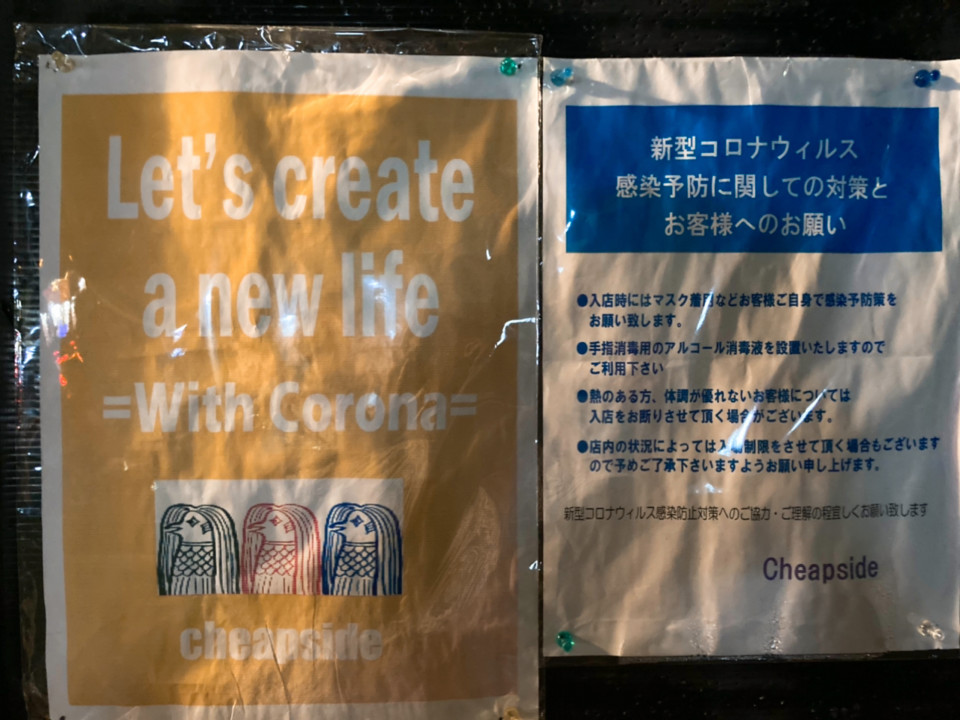 Let's create
a new life
=With Corona=
cheapside
新型コロナウィルス
感染予防に関しての対策と
お客様へのお願い
●入店時にはマスク着用などお客様ご自身で感染予防策を
お願い致します。
●手指消毒用のアルコール消毒液を設置いたしますので
ご利用下さい
●熱のある方、体調が優れないお客様については
入店をお断りさせて頂く場合がございます。
●店内の状況によっては入場制限をさせて頂く場合もございます
ので予めご了承下さいますようお願い申し上げます。
新型コロナウィルス感染防止対策へのご協力・ご理解の程宜しくお願い致します
Cheapside